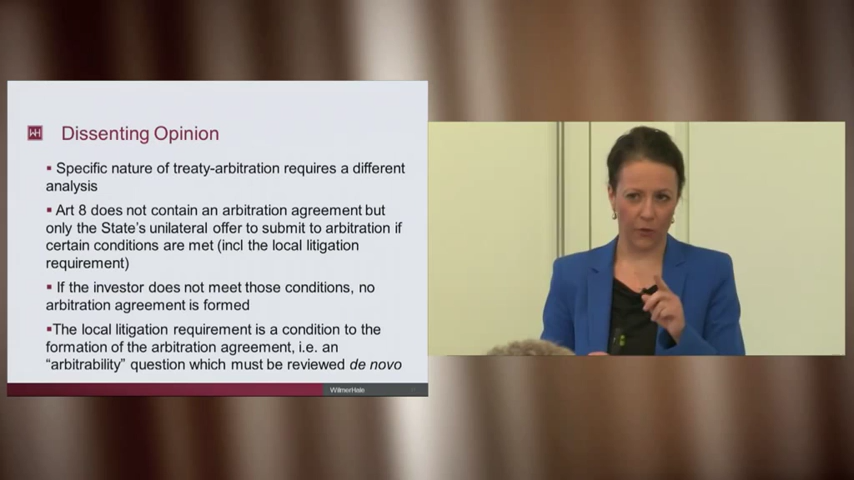 WH
Dissenting Opinion
▪ Specific nature of treaty-arbitration requires a different
analysis
▪ Art 8 does not contain an arbitration agreement but
only the State's unilateral offer to submit to arbitration if
certain conditions are met (incl the local litigation
requirement)
▪ If the investor does not meet those conditions, no
arbitration agreement is formed
▪The local litigation requirement is a condition to the
formation of the arbitration agreement, i.e. an
“arbitrability” question which must be reviewed de novo
WilmerHale